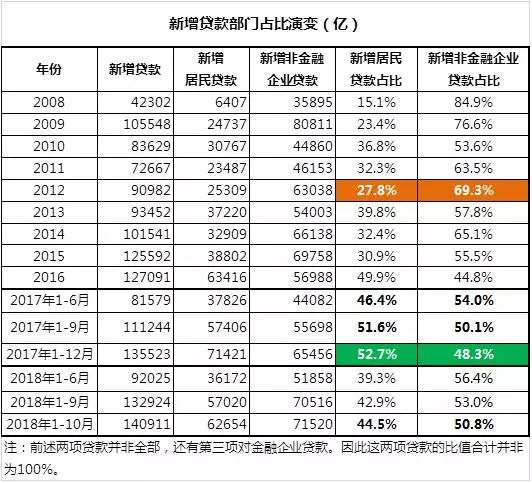 新增贷款部门占比演变（亿）
年份 新增贷款 新增居民贷款 新增非金融企业贷款 新增居民贷款占比 新增非金融企业贷款占比
2008 42302 6407 35895 15.1% 84.9%
2009 105548 24737 80811 23.4% 76.6%
2010 83629 30767 44860 36.8% 53.6%
2011 72667 23487 46153 32.3% 63.5%
2012 90982 25309 63038 27.8% 69.3%
2013 93452 37220 54003 39.8% 57.8%
2014 101541 32909 66138 32.4% 65.1%
2015 125592 38802 69758 30.9% 55.5%
2016 127091 63416 56988 49.9% 44.8%
2017年1-6月 81579 37826 44082 46.4% 54.0%
2017年1-9月 111244 57406 55698 51.6% 50.1%
2017年1-12月 135523 71421 65456 52.7% 48.3%
2018年1-6月 92025 36172 51858 39.3% 56.4%
2018年1-9月 132924 57020 70516 42.9% 53.0%
2018年1-10月 140911 62654 71520 44.5% 50.8%
注：前述两项贷款并非全部，还有第三项对金融企业贷款。因此这两项贷款的比值合计并非
为100%。